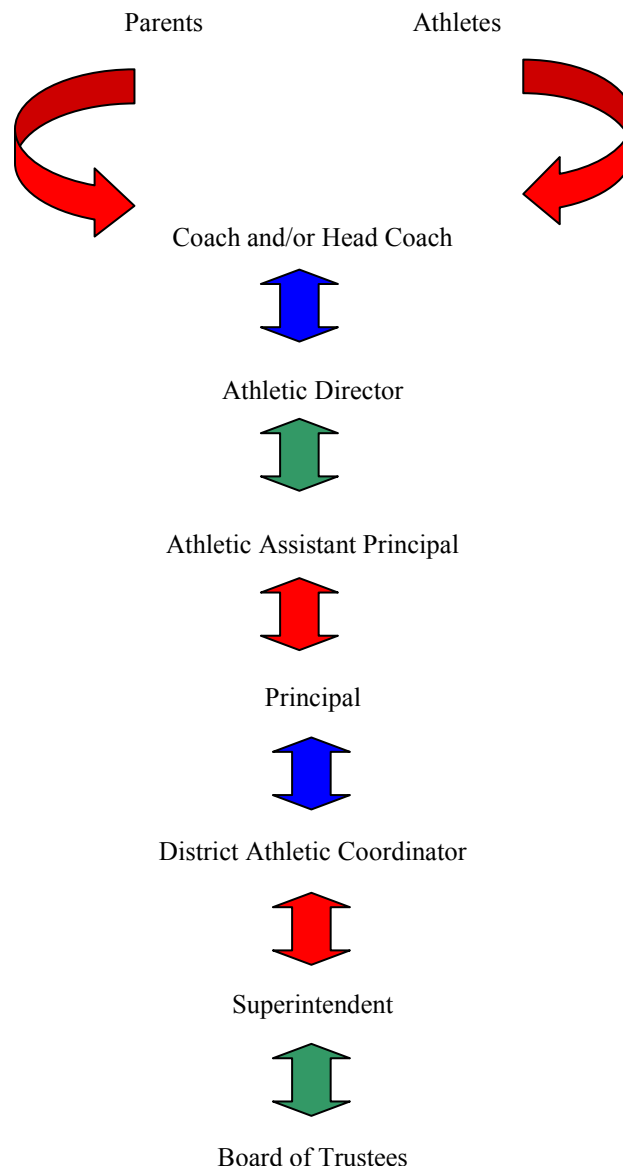 Parents Athletes
Coach and/or Head Coach
Athletic Director
Athletic Assistant Principal
Principal
District Athletic Coordinator
Superintendent
Board of Trustees